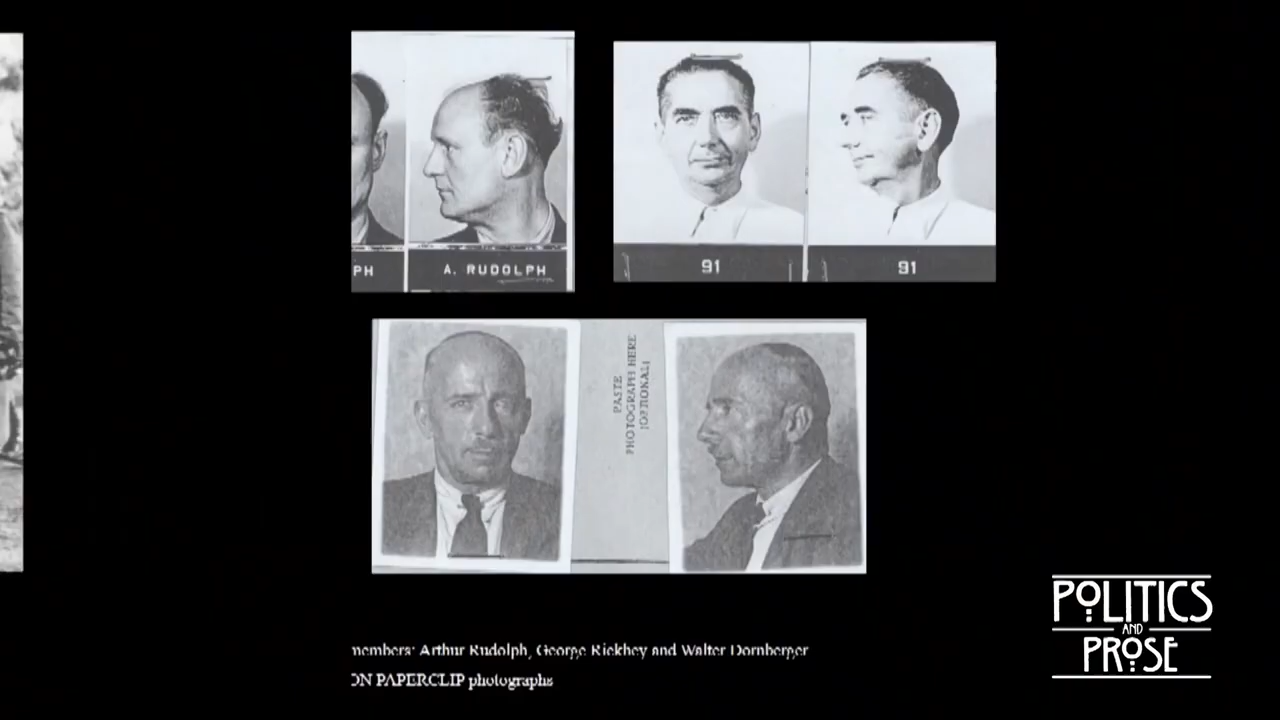 PH
A. RUDOLPH
91
91
PASTE
PHOTOGRAPH HERE
(OPTIONAL)
members: Arthur Rudolph, George Rickhey and Walter Dornberger
ON PAPERCLIP photographs
POLITICS
AND
PROSE